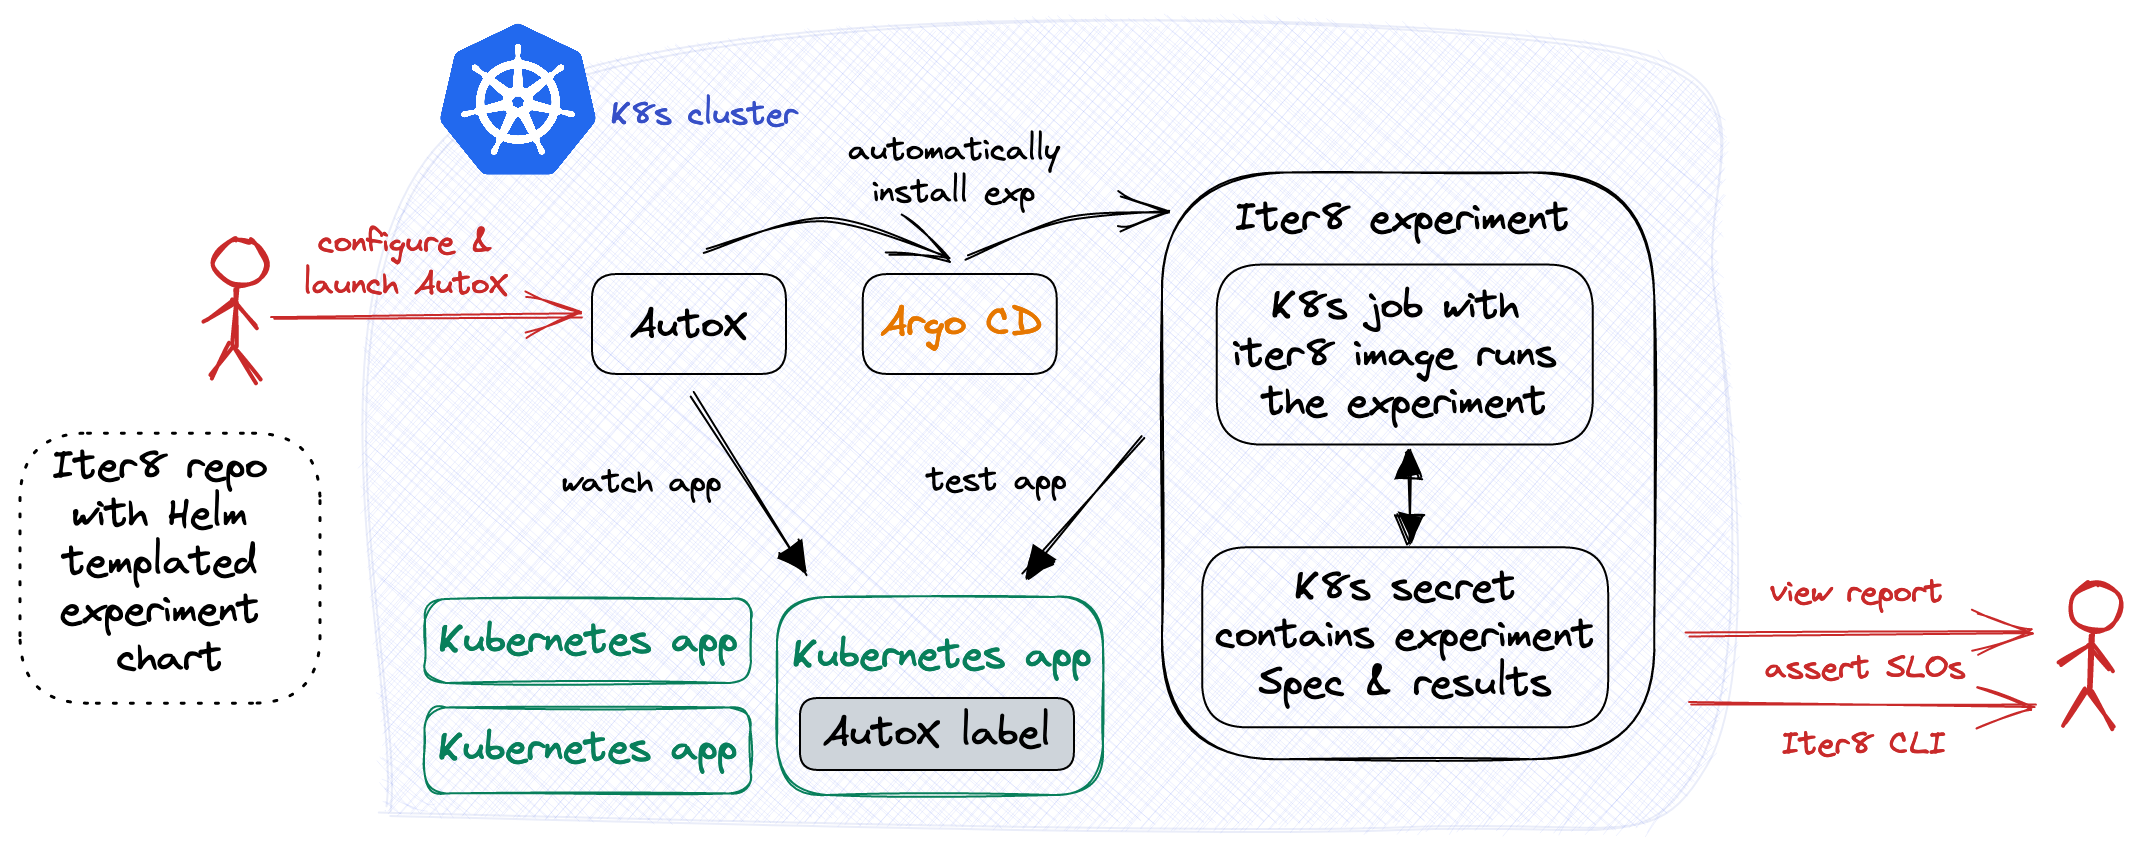 K8s cluster
automatically
install exp
configure &
launch AutoX
AutoX
Argo CD
Iter8 experiment
K8s job with
iter8 image runs
the experiment
Iter8 repo
with Helm
templated
experiment
chart
watch app
test app
Kubernetes app
Kubernetes app
Kubernetes app
AutoX label
K8s secret
contains experiment
Spec & results
view report
assert SLOs
Iter8 CLI